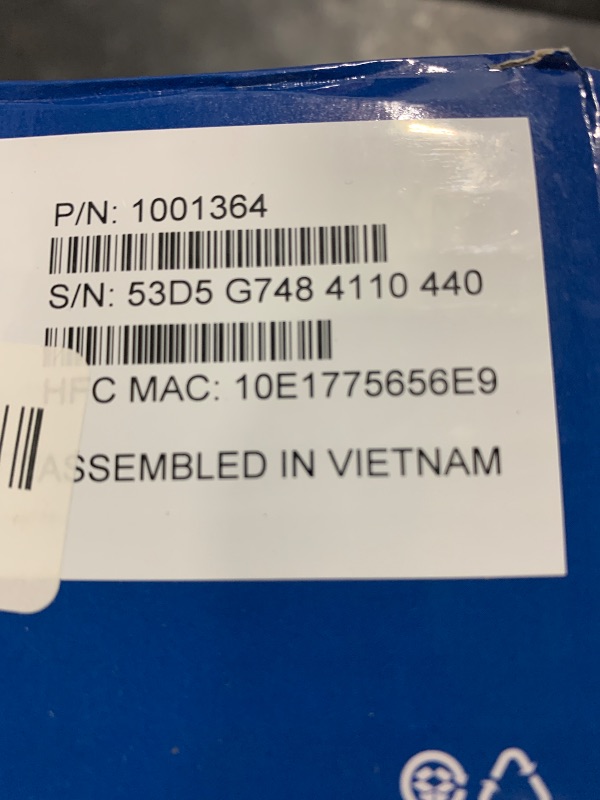 P/N: 1001364
S/N: 53D5 G748 4110 440
HFC MAC: 10E1775656E9
ASSEMBLED IN VIETNAM